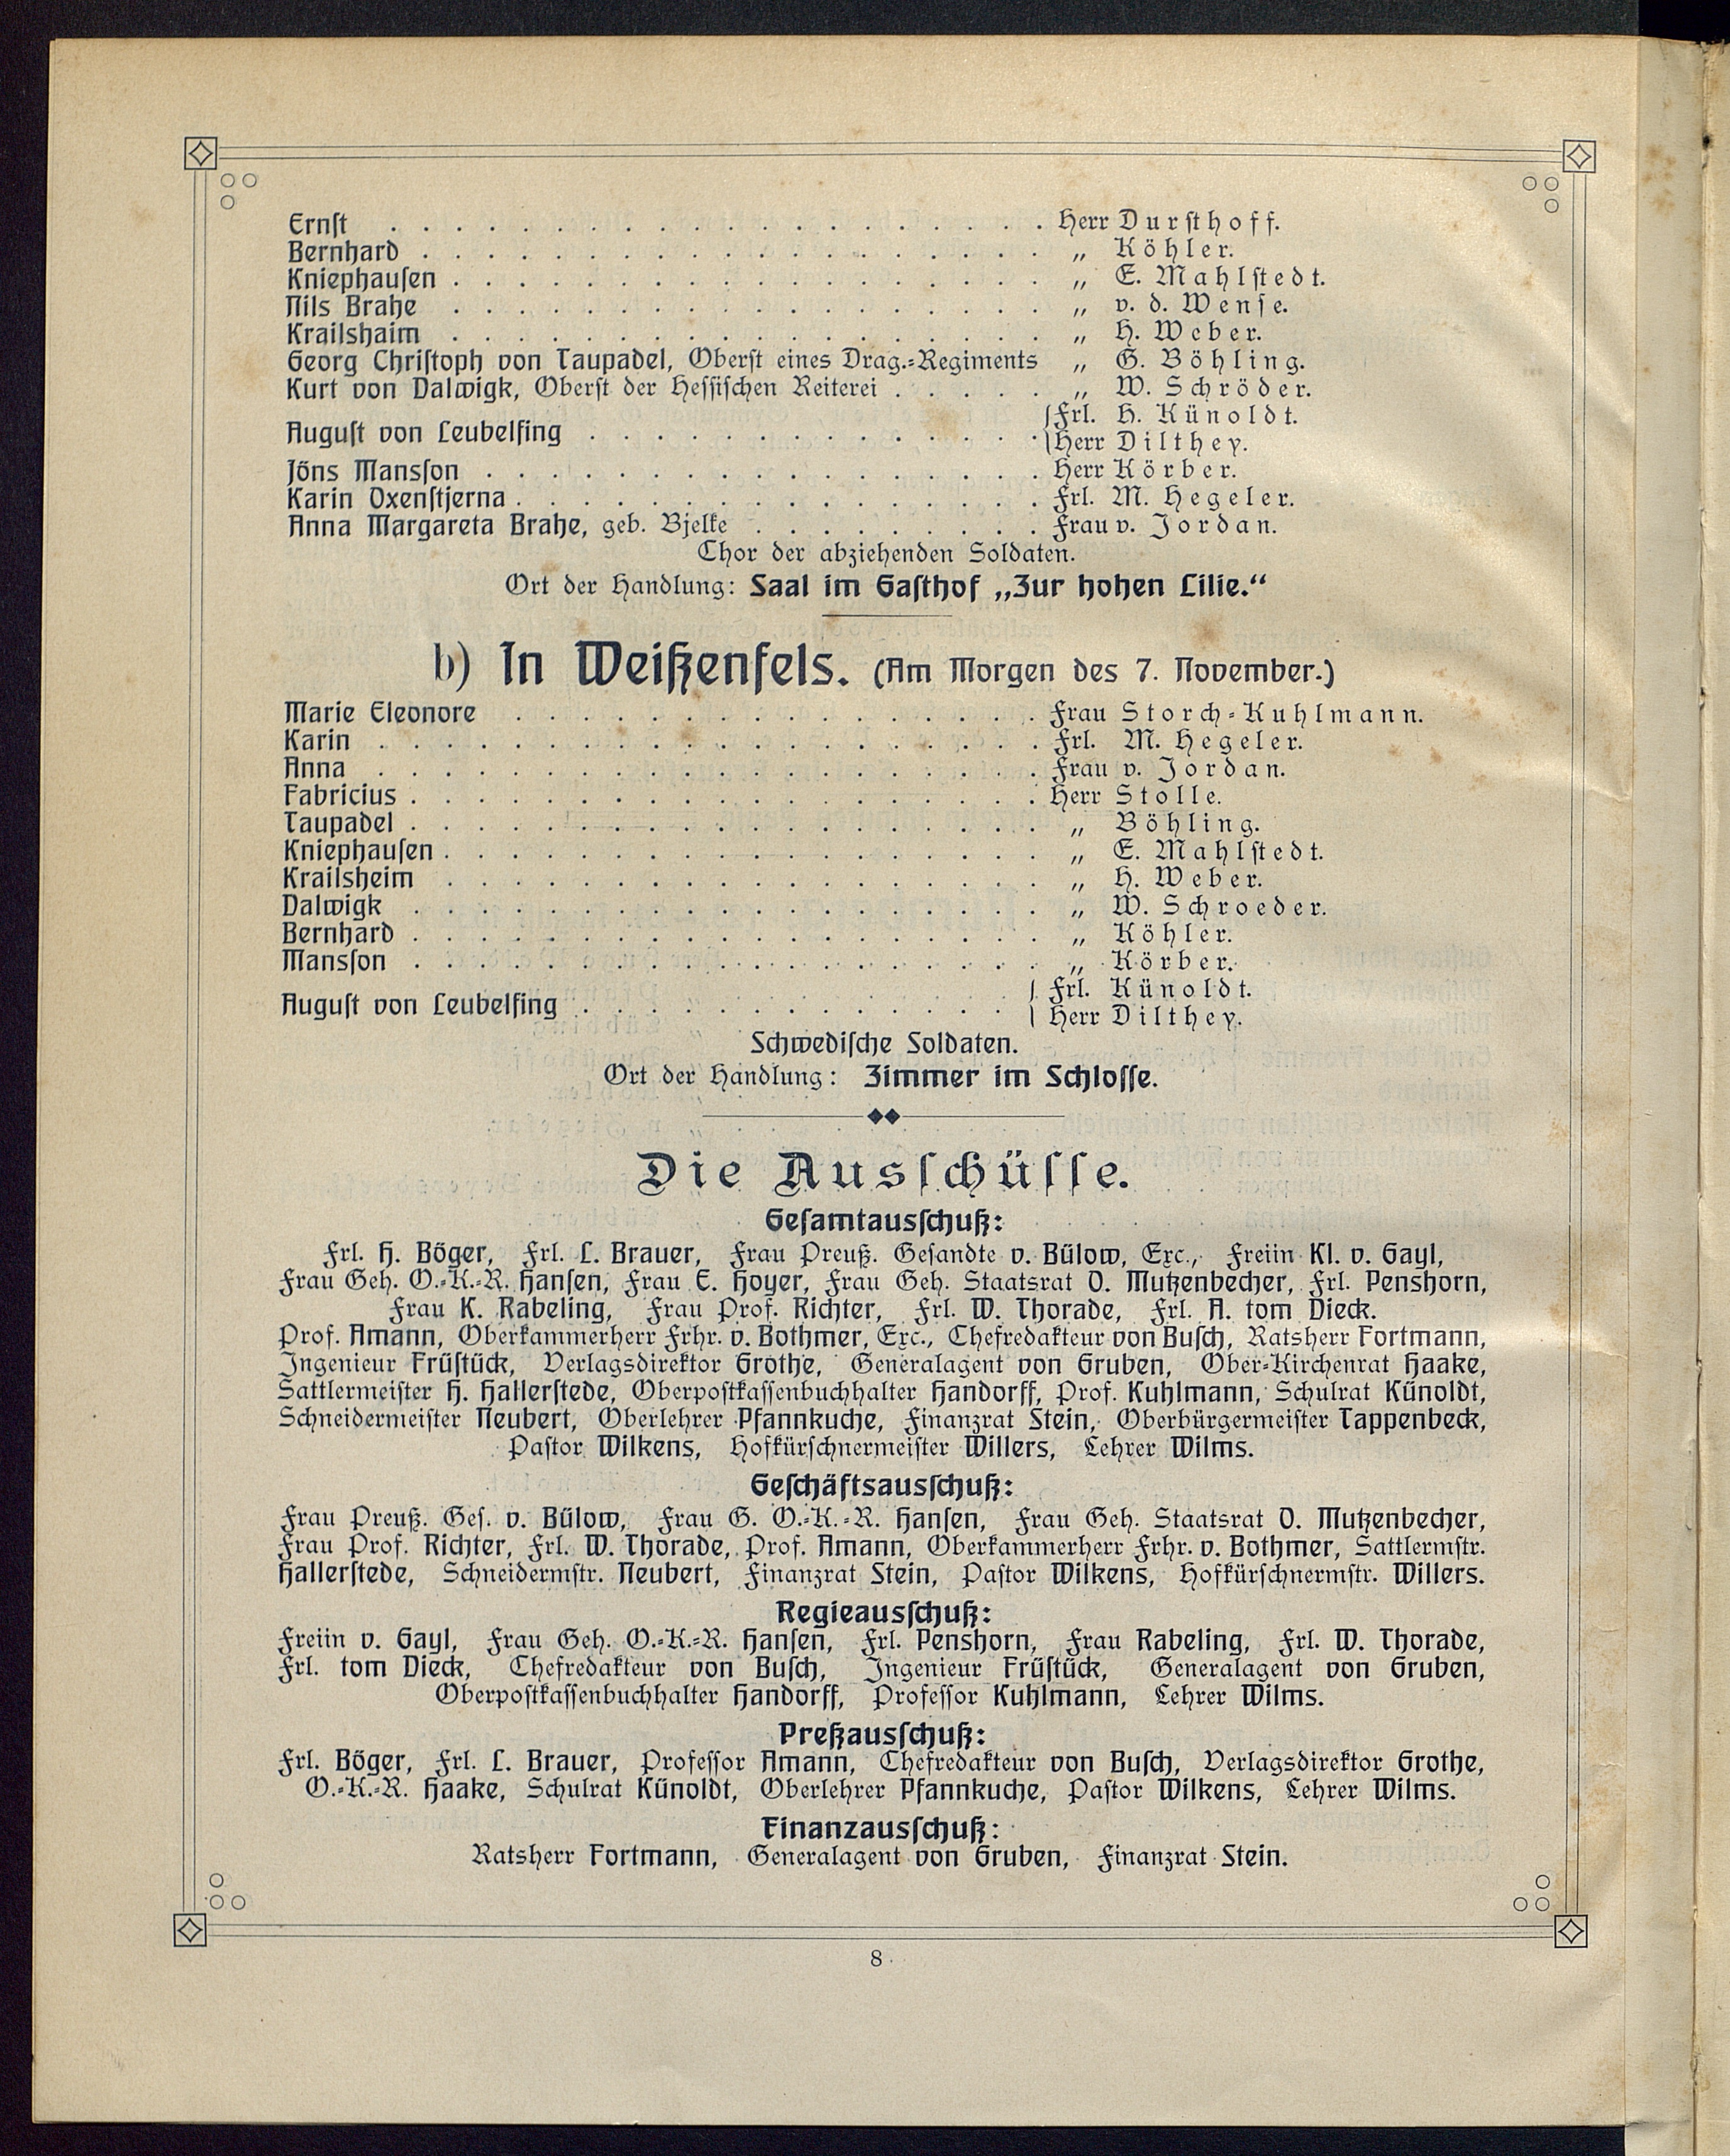 Ernst . . . . . . . . . . . . . . . . . . . . . Herr Dursthoff.
Bernhard . . . . . . . . . . . . . . . . . . . . „ Köhler.
Kniephausen . . . . . . . . . . . . . . . . . . . „ E. Mahlstedt.
Nils Brahe . . . . . . . . . . . . . . . . . . . „ v. d. Wense.
Krailshaim . . . . . . . . . . . . . . . . . . . „ H. Weber.
Georg Christoph von Taupadel, Oberst eines Drag.-Regiments „ G. Böhling.
Kurt von Dalwigk, Oberst der Hessischen Reiterei . . . . . „ W. Schröder.
August von Leubelfing . . . . . . . . . . . . . . { Frl. H. Künoldt.
Herr Dilthey.
Jöns Mansson . . . . . . . . . . . . . . . . . . Herr Körber.
Karin Oxenstjerna . . . . . . . . . . . . . . . . . Frl. M. Hegeler.
Anna Margareta Brahe, geb. Bjelke . . . . . . . . . Frau v. Jordan.
Chor der abziehenden Soldaten.
Ort der Handlung: Saal im Gasthof „Zur hohen Lilie.“
b) In Weißenfels. (Am Morgen des 7. November.)
Marie Eleonore . . . . . . . . . . . . . . . . . Frau Storch-Kuhlmann.
Karin . . . . . . . . . . . . . . . . . . . . . Frl. M. Hegeler.
Anna . . . . . . . . . . . . . . . . . . . . . Frau v. Jordan.
Fabricius . . . . . . . . . . . . . . . . . . . . Herr Stolle.
Taupadel . . . . . . . . . . . . . . . . . . . . „ Böhling.
Kniephausen . . . . . . . . . . . . . . . . . . . „ E. Mahlstedt.
Krailsheim . . . . . . . . . . . . . . . . . . . „ H. Weber.
Dalwigk . . . . . . . . . . . . . . . . . . . . „ W. Schroeder.
Bernhard . . . . . . . . . . . . . . . . . . . . „ Köhler.
Mansson . . . . . . . . . . . . . . . . . . . . „ Körber.
August von Leubelfing . . . . . . . . . . . . . . { Frl. Künoldt.
Herr Dilthey.
Schwedische Soldaten.
Ort der Handlung: Zimmer im Schlosse.
Die Ausschüsse.
Gesamtausschuß:
Frl. H. Böger, Frl. L. Brauer, Frau Preuß. Gesandte v. Bülow, Exc., Freiin Kl. v. Gayl,
Frau Geh. O.-K.-R. Hansen, Frau E. Hoyer, Frau Geh. Staatsrat O. Mutzenbecher, Frl. Penshorn,
Frau K. Rabeling, Frau Prof. Richter, Frl. W. Thorade, Frl. A. tom Dieck.
Prof. Amann, Oberkammerherr Frhr. v. Bothmer, Exc., Chefredakteur von Busch, Ratsherr Fortmann,
Ingenieur Früstück, Verlagsdirektor Grothe, Generalagent von Gruben, Ober-Kirchenrat Haake,
Sattlermeister H. Hallerstede, Oberpostkassenbuchhalter Handorff, Prof. Kuhlmann, Schulrat Künoldt,
Schneidermeister Neubert, Oberlehrer Pfannkuche, Finanzrat Stein, Oberbürgermeister Tappenbeck,
Pastor Wilkens, Hofkürschnermeister Willers, Lehrer Wilms.
Geschäftsausschuß:
Frau Preuß. Ges. v. Bülow, Frau G. O.-K.-R. Hansen, Frau Geh. Staatsrat O. Mutzenbecher,
Frau Prof. Richter, Frl. W. Thorade, Prof. Amann, Oberkammerherr Frhr. v. Bothmer, Sattlermstr.
Hallerstede, Schneidermstr. Neubert, Finanzrat Stein, Pastor Wilkens, Hofkürschnermstr. Willers.
Regieausschuß:
Freiin v. Gayl, Frau Geh. O.-K.-R. Hansen, Frl. Penshorn, Frau Rabeling, Frl. W. Thorade,
Frl. tom Dieck, Chefredakteur von Busch, Ingenieur Früstück, Generalagent von Gruben,
Oberpostkassenbuchhalter Handorff, Professor Kuhlmann, Lehrer Wilms.
Preßausschuß:
Frl. Böger, Frl. L. Brauer, Professor Amann, Chefredakteur von Busch, Verlagsdirektor Grothe,
O.-K.-R. Haake, Schulrat Künoldt, Oberlehrer Pfannkuche, Pastor Wilkens, Lehrer Wilms.
Finanzausschuß:
Ratsherr Fortmann, Generalagent von Gruben, Finanzrat Stein.
8